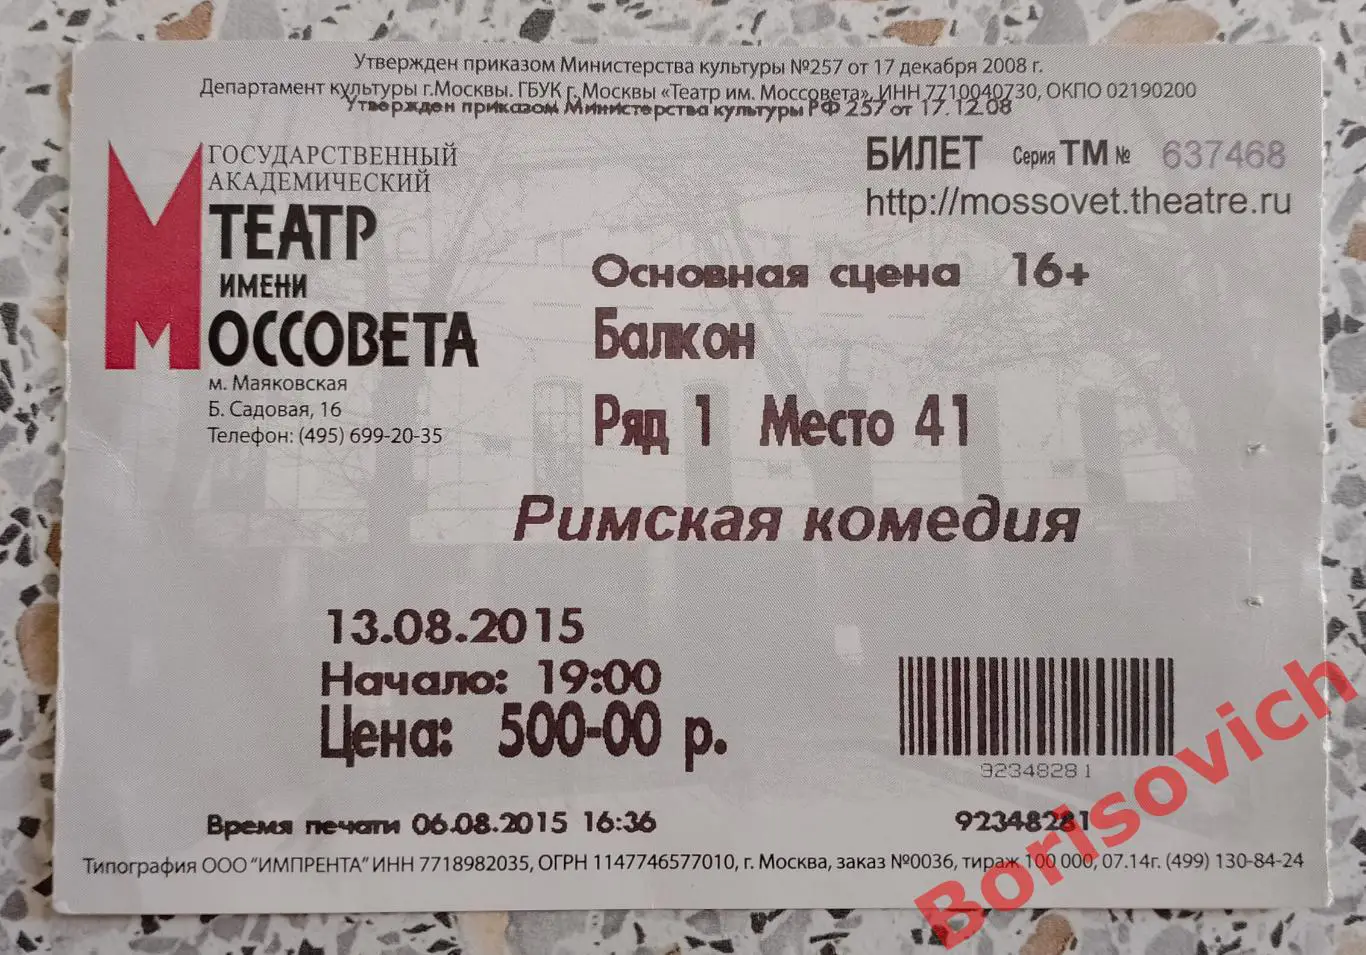 Утвержден приказом Министерства культуры №257 от 17 декабря 2008 г.
Департамент культуры г.Москвы. ГБУК г. Москвы «Театр им. Моссовета», ИНН 7710040730, ОКПО 02190200
Утвержден приказом Министерства культуры РФ 257 от 17.12.08
БИЛЕТ Серия ТМ № 637468
http://mossovet.theatre.ru
ГОСУДАРСТВЕННЫЙ
АКАДЕМИЧЕСКИЙ
ТЕАТР
ИМЕНИ
МОССОВЕТА
м. Маяковская
Б. Садовая, 16
Телефон: (495) 699-20-35
Основная сцена 16+
Балкон
Ряд 1 Место 41
Римская комедия
13.08.2015
Начало: 19:00
Цена: 500-00 р.
92348281
Время печати 06.08.2015 16:36
92348281
Типография ООО "ИМПРЕНТА" ИНН 7718982035, ОГРН 1147746577010, г. Москва, заказ №0036, тираж 100 000, 07.14г. (499) 130-84-24
Borisovich